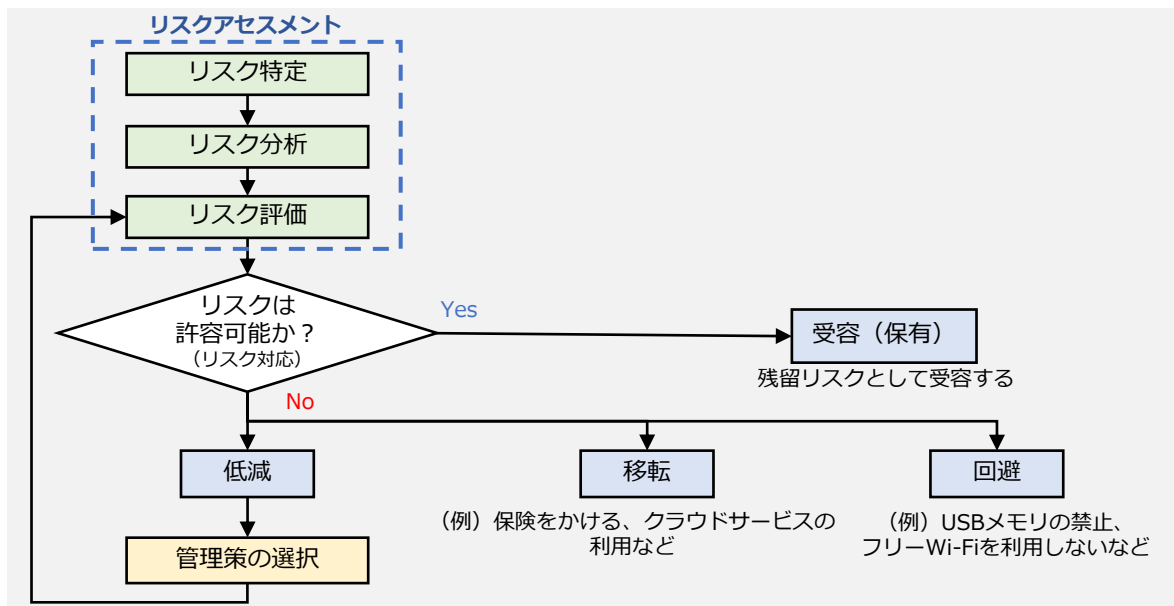 リスクアセスメント
リスク特定
リスク分析
リスク評価
リスクは
許容可能か？
（リスク対応）
Yes
受容（保有）
残留リスクとして受容する
No
低減
移転
回避
（例）保険をかける、クラウドサービスの
利用など
（例）USBメモリの禁止、
フリーWi-Fiを利用しないなど
管理策の選択